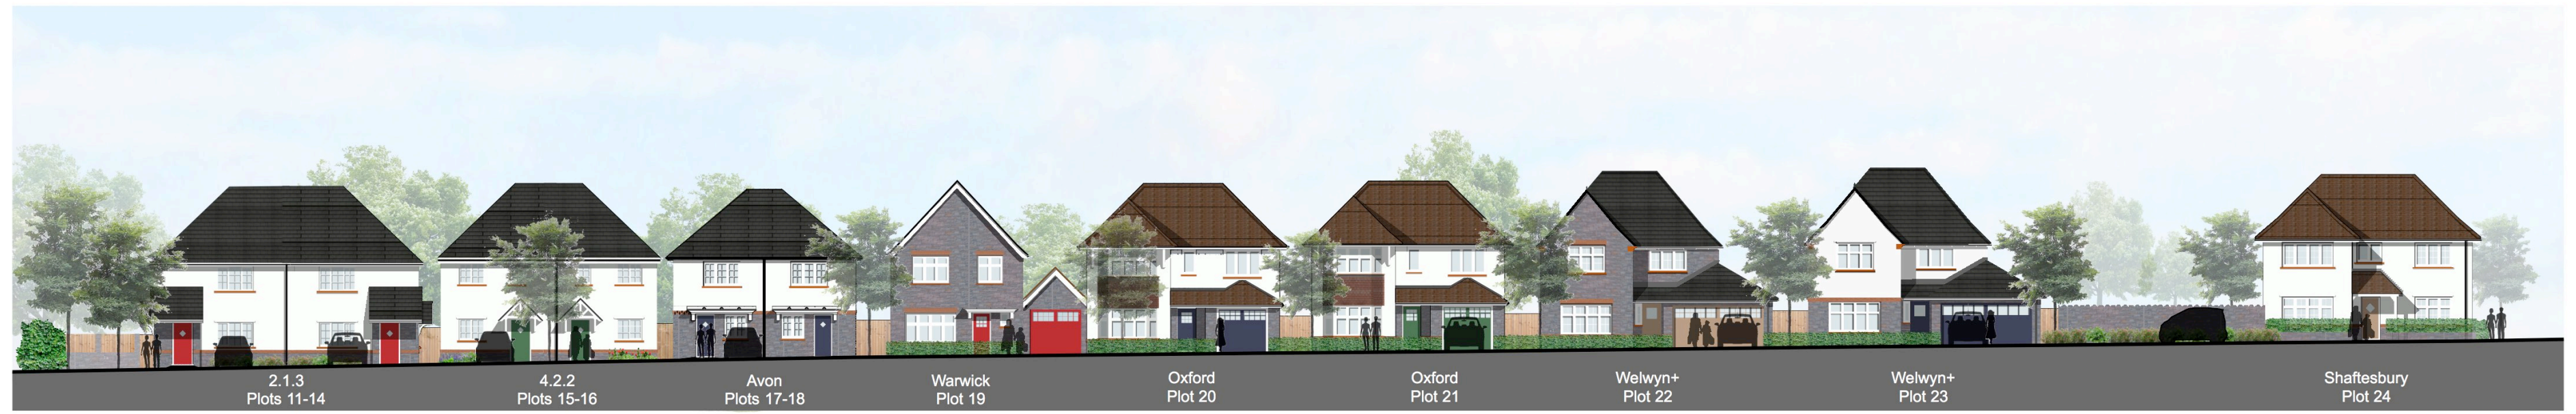 2.1.3
Plots 11-14
4.2.2
Plots 15-16
Avon
Plots 17-18
Warwick
Plot 19
Oxford
Plot 20
Oxford
Plot 21
Welwyn+
Plot 22
Welwyn+
Plot 23
Shaftesbury
Plot 24